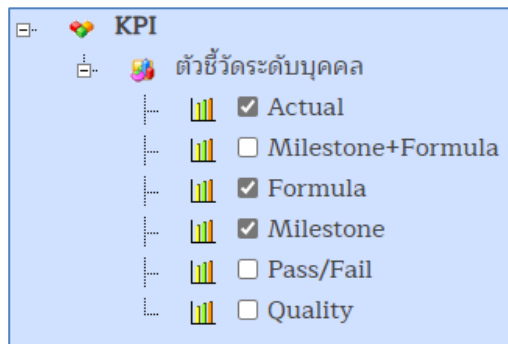 KPI
ตัวชี้วัดระดับบุคคล
Actual
Milestone+Formula
Formula
Milestone
Pass/Fail
Quality